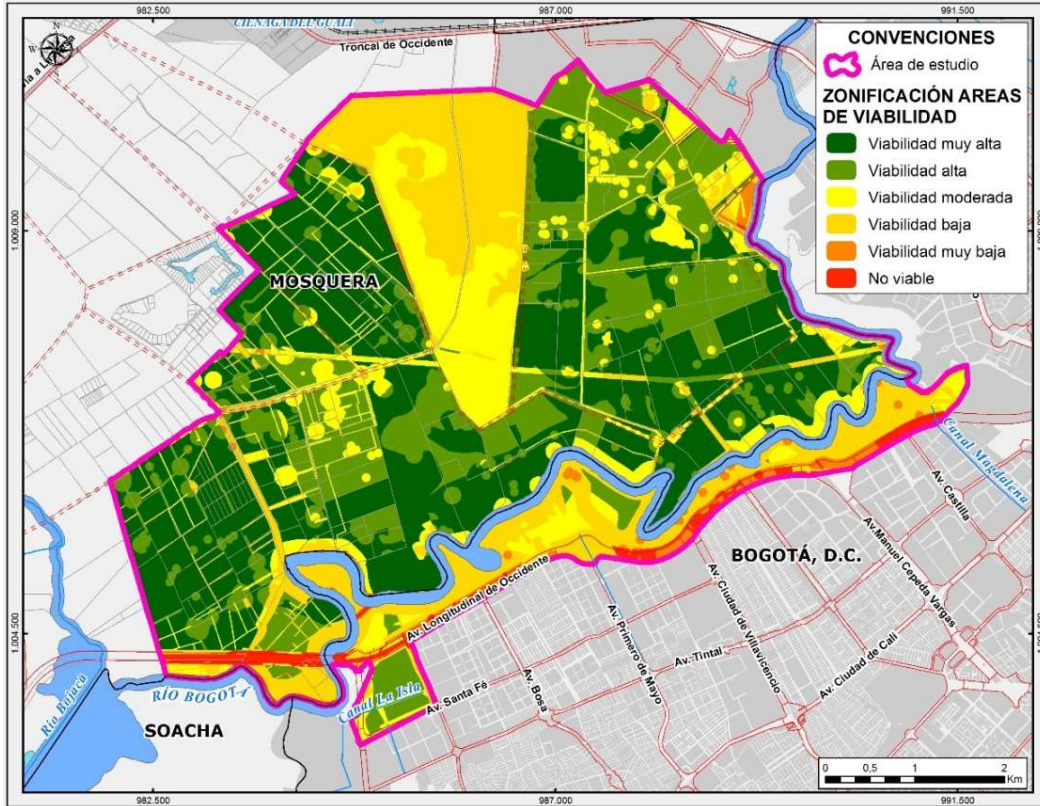 982.500
987.000
991.500
CIENAGA DEL GUALI
Troncal de Occidente
N
W
CONVENCIONES
Área de estudio
ZONIFICACIÓN AREAS
DE VIABILIDAD
Viabilidad muy alta
Viabilidad alta
Viabilidad moderada
Viabilidad baja
Viabilidad muy baja
No viable
1.009.000
MOSQUERA
Canal Magdalena
Av. Castilla
Av. Manuel Cepeda Vargas
BOGOTÁ, D.C.
Av. Longitudinal de Occidente
Av. Ciudad de Villavicencio
Av. Primero de Mayo
Av. Tintal
Av. Ciudad de Cali
1.004.500
Av. Bosa
Av. Santa Fé
Canal La Isla
RÍO BOGOTÁ
Río Bojacá
SOACHA
0 0,5 1 2
Km
982.500
987.000
991.500